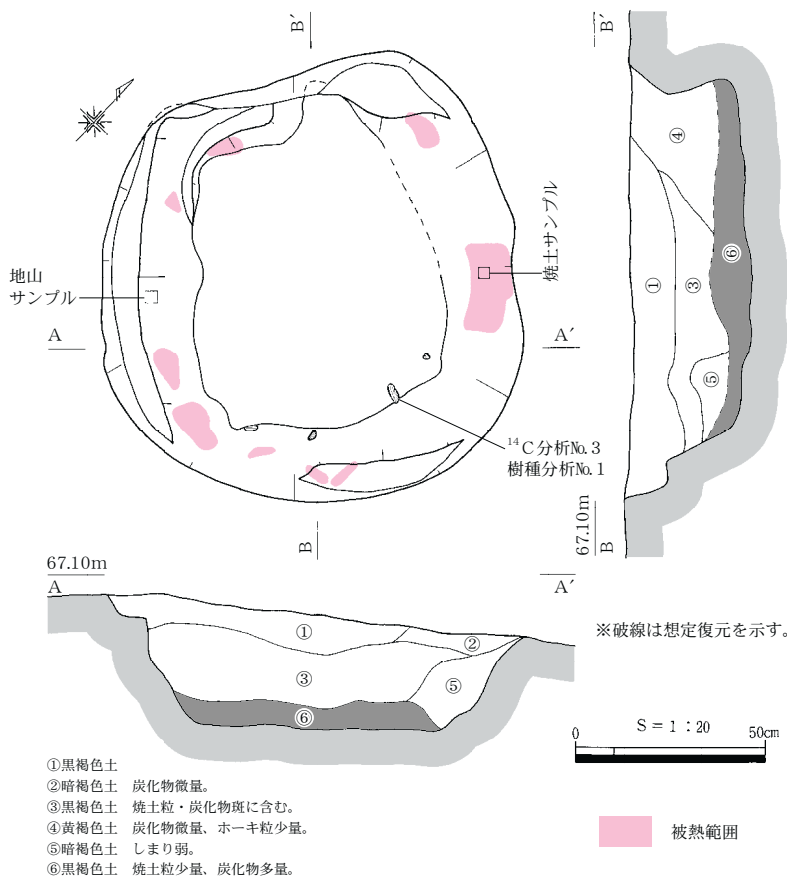 B′
B′
④
地山
サンプル
焼土サンプル
⑥
①
③
A
A′
⑤
¹⁴C分析No.3
樹種分析No.1
B
67.10m
B
67.10m
A
A′
①
②
③
⑤
⑥
※破線は想定復元を示す。
S=1:20
0
50cm
①黒褐色土
②暗褐色土 炭化物微量。
③黒褐色土 焼土粒・炭化物斑に含む。
④黄褐色土 炭化物微量、ホーキ粒少量。
⑤暗褐色土 しまり弱。
⑥黒褐色土 焼土粒少量、炭化物多量。
被熱範囲